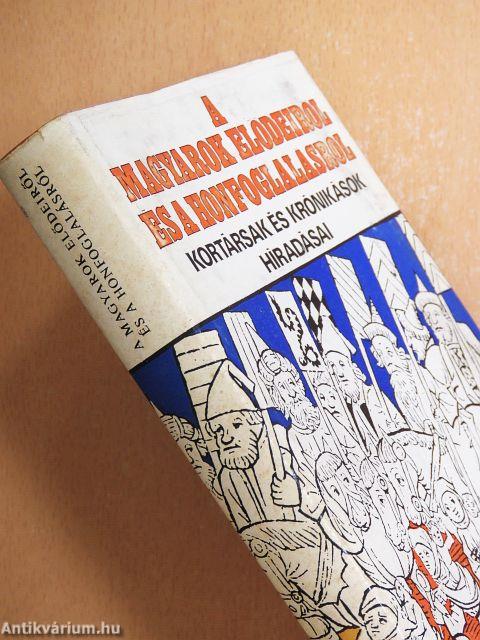 A
MAGYAROK ELŐDEIRŐL
ÉS A HONFOGLALÁSRÓL
KORTÁRSAK ÉS KRÓNIKÁSOK
HÍRADÁSAI
A MAGYAROK ELŐDEIRŐL
ÉS A HONFOGLALÁSRÓL
Antikvárium.hu